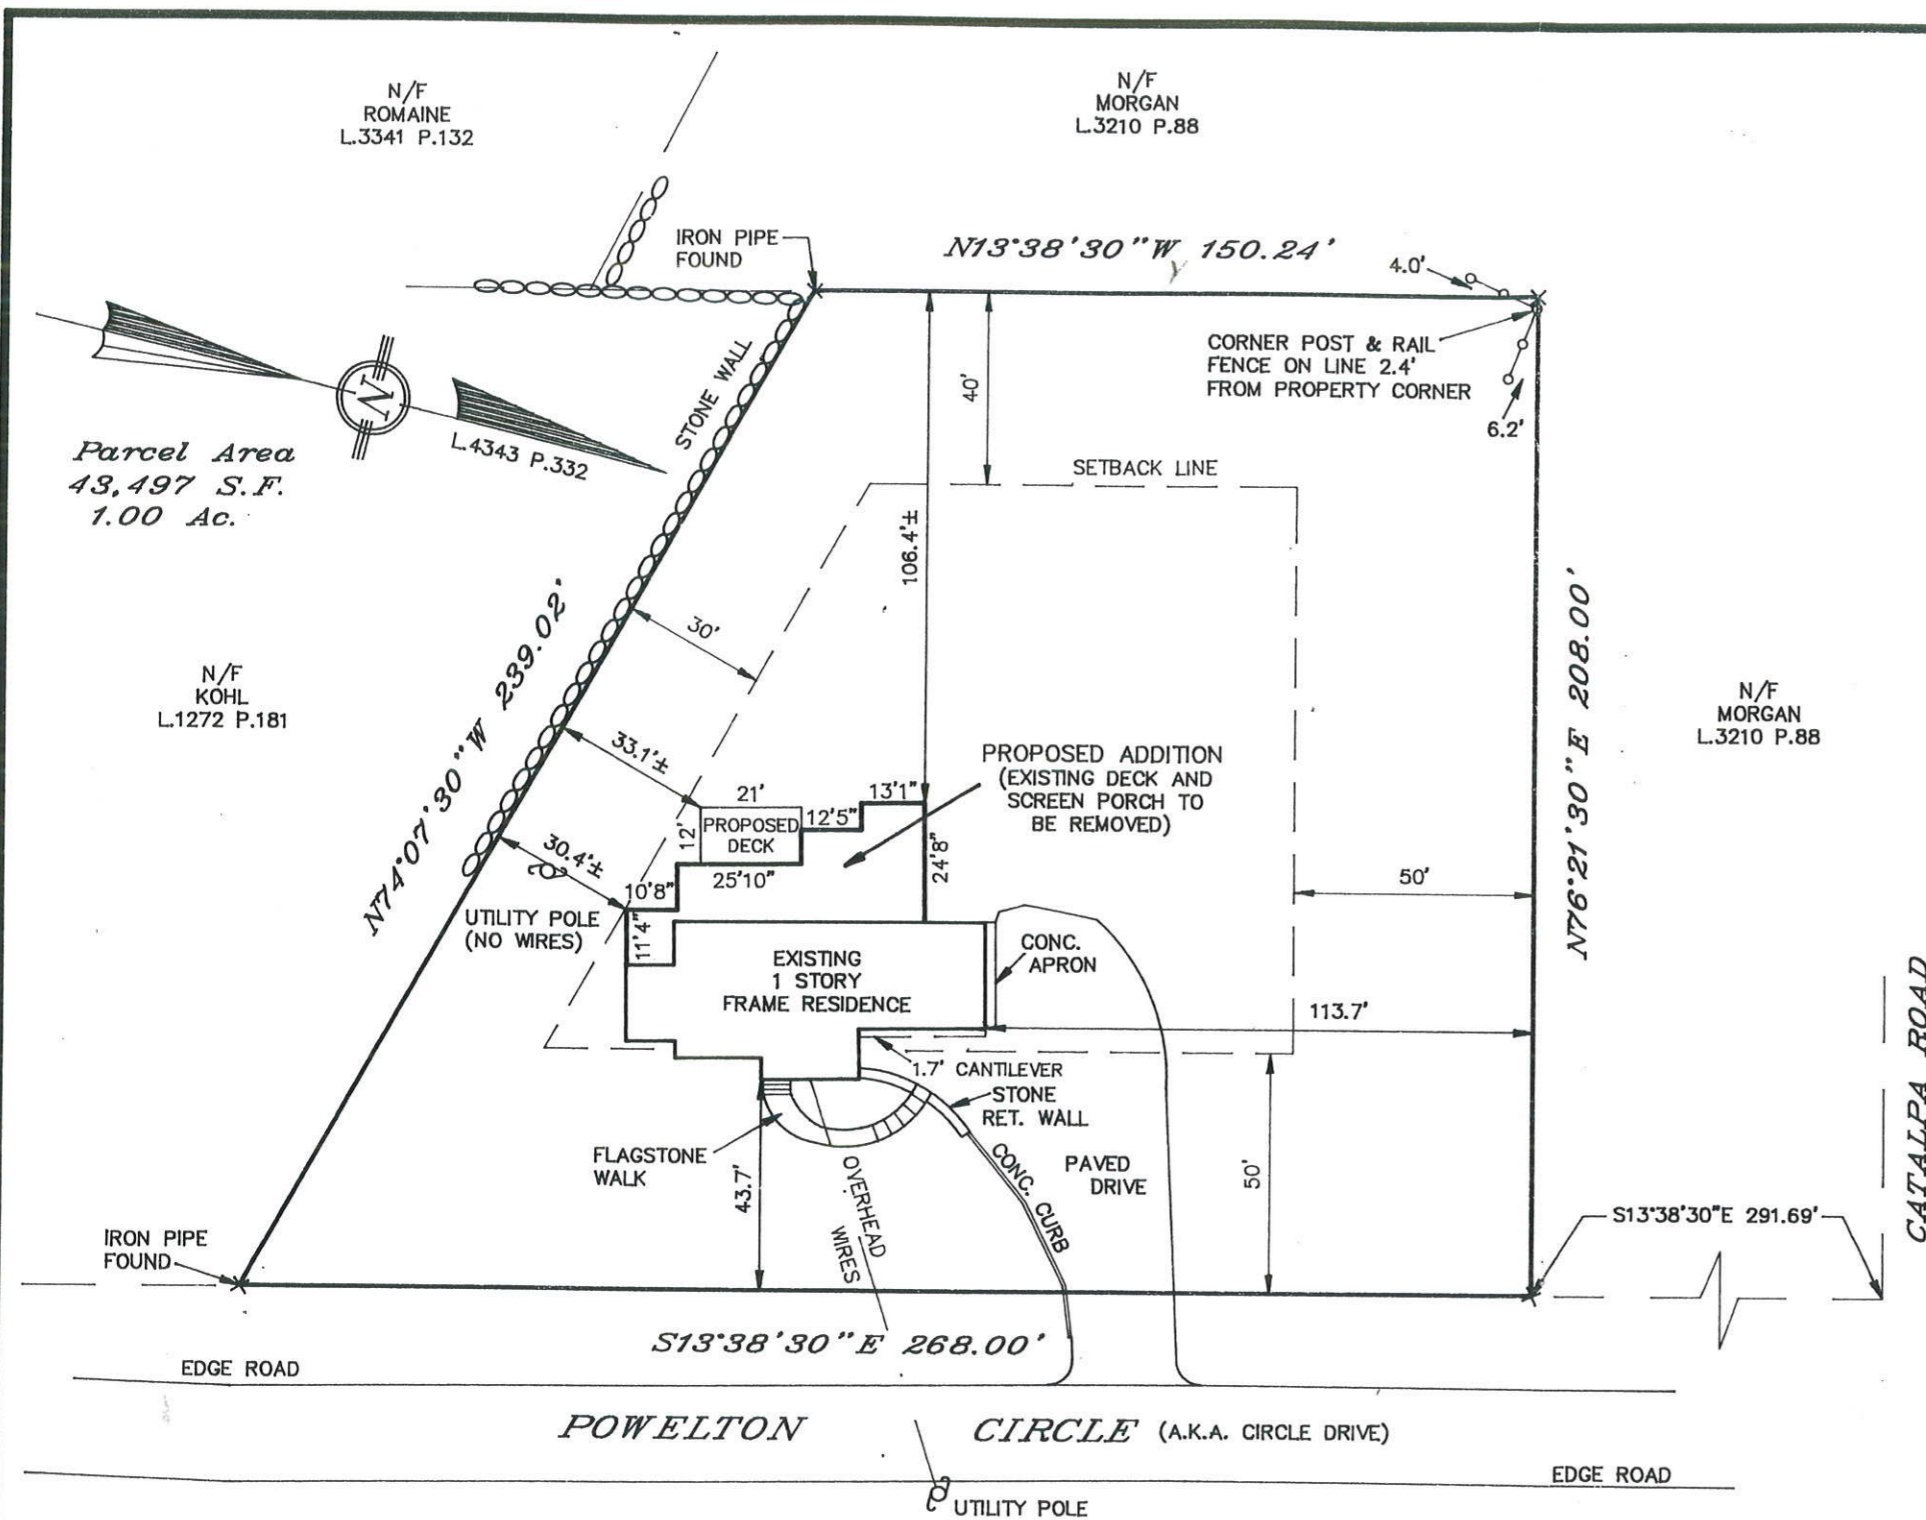 N/F
ROMAINE
L.3341 P.132
N/F
MORGAN
L.3210 P.88
IRON PIPE
FOUND
N13°38'30"W 150.24'
4.0'
CORNER POST & RAIL
FENCE ON LINE 2.4'
FROM PROPERTY CORNER
6.2'
STONE WALL
40'
N
L.4343 P.332
Parcel Area
43,497 S.F.
1.00 Ac.
SETBACK LINE
106.4'±
N74°07'30"W 239.02'
30'
N76°21'30"E 208.00'
N/F
KOHL
L.1272 P.181
N/F
MORGAN
L.3210 P.88
33.1'±
PROPOSED ADDITION
(EXISTING DECK AND
SCREEN PORCH TO
BE REMOVED)
21'
13'1"
12'5"
12'
PROPOSED
DECK
30.4'±
24'8"
10'8"
25'10"
50'
UTILITY POLE
(NO WIRES)
11'4"
EXISTING
1 STORY
FRAME RESIDENCE
CONC.
APRON
113.7'
CATALPA ROAD
1.7' CANTILEVER
STONE
RET. WALL
FLAGSTONE
WALK
43.7'
OVERHEAD
WIRES
CONC. CURB
PAVED
DRIVE
50'
S13°38'30"E 291.69'
IRON PIPE
FOUND
S13°38'30"E 268.00'
EDGE ROAD
POWELTON CIRCLE (A.K.A. CIRCLE DRIVE)
EDGE ROAD
UTILITY POLE